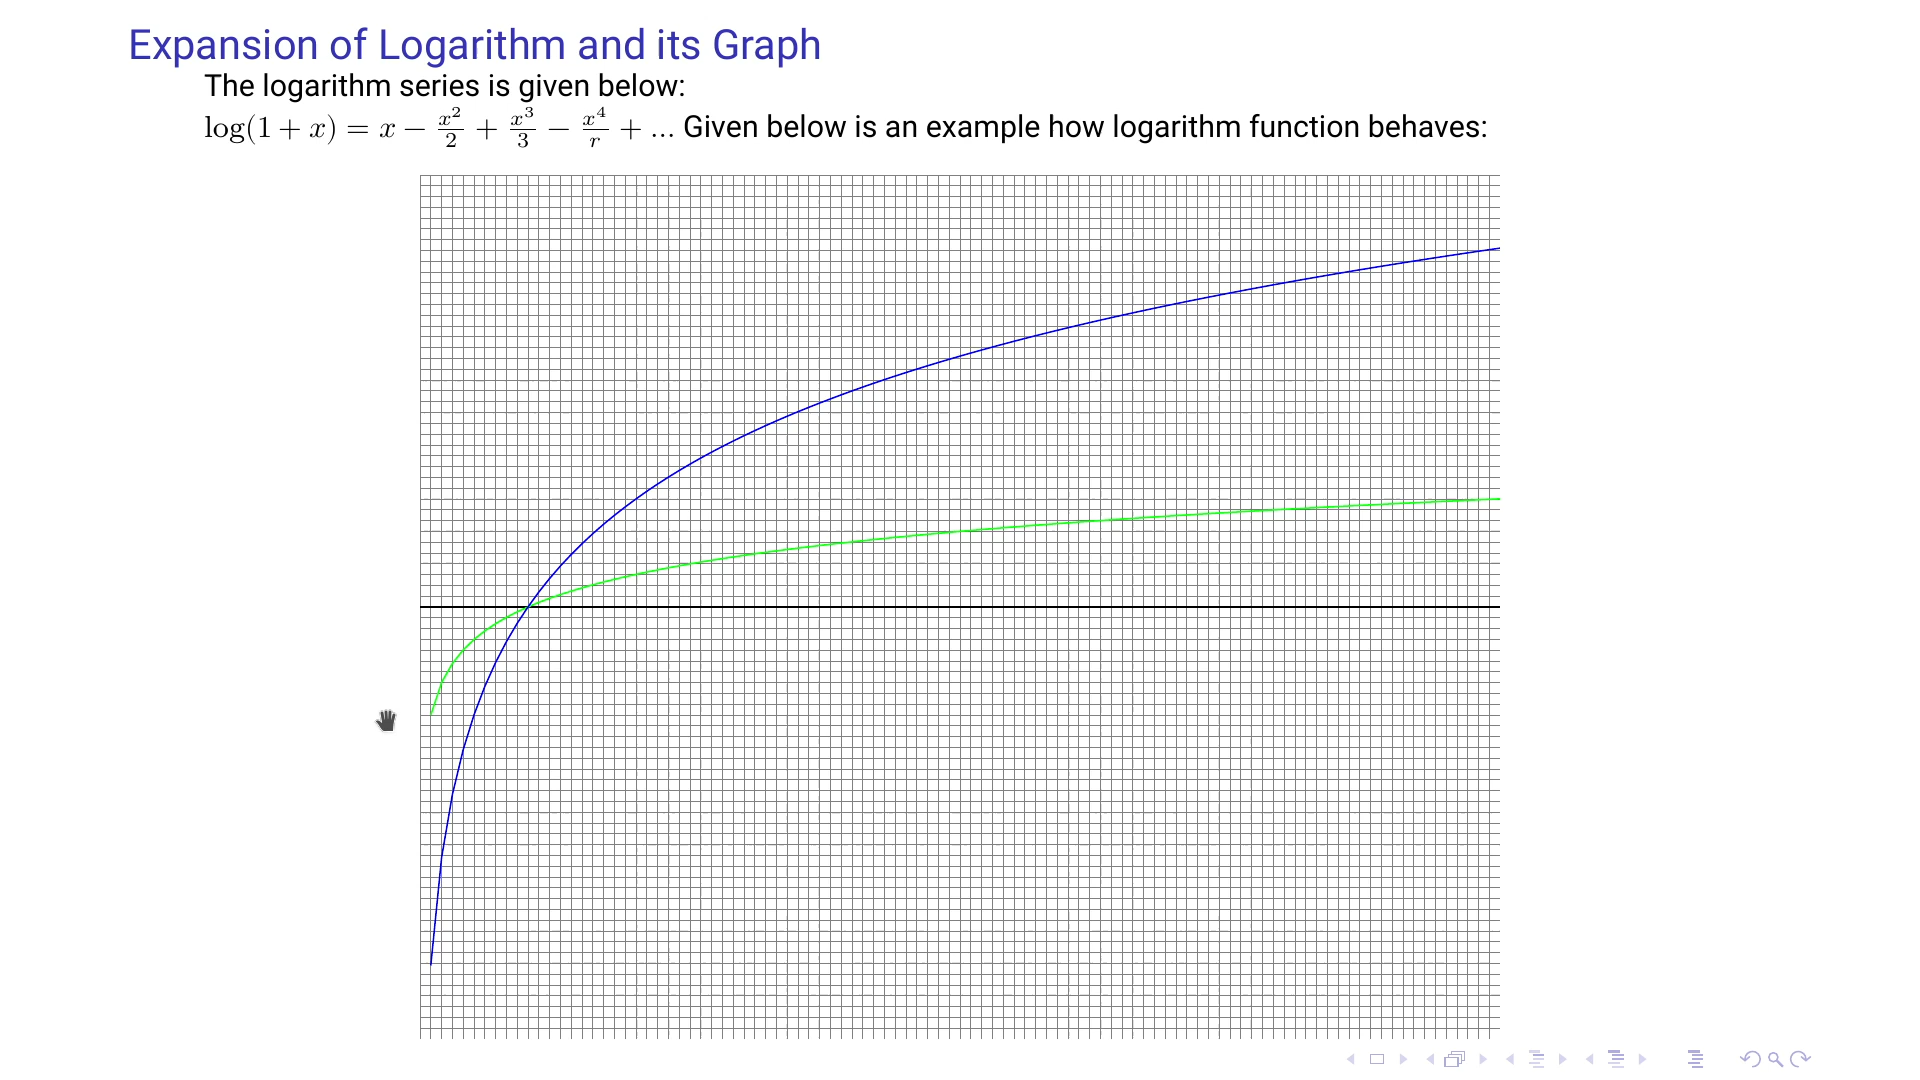 Expansion of Logarithm and its Graph
The logarithm series is given below:
log(1 + x) = x − x²/2 + x³/3 − x⁴/r + ... Given below is an example how logarithm function behaves: